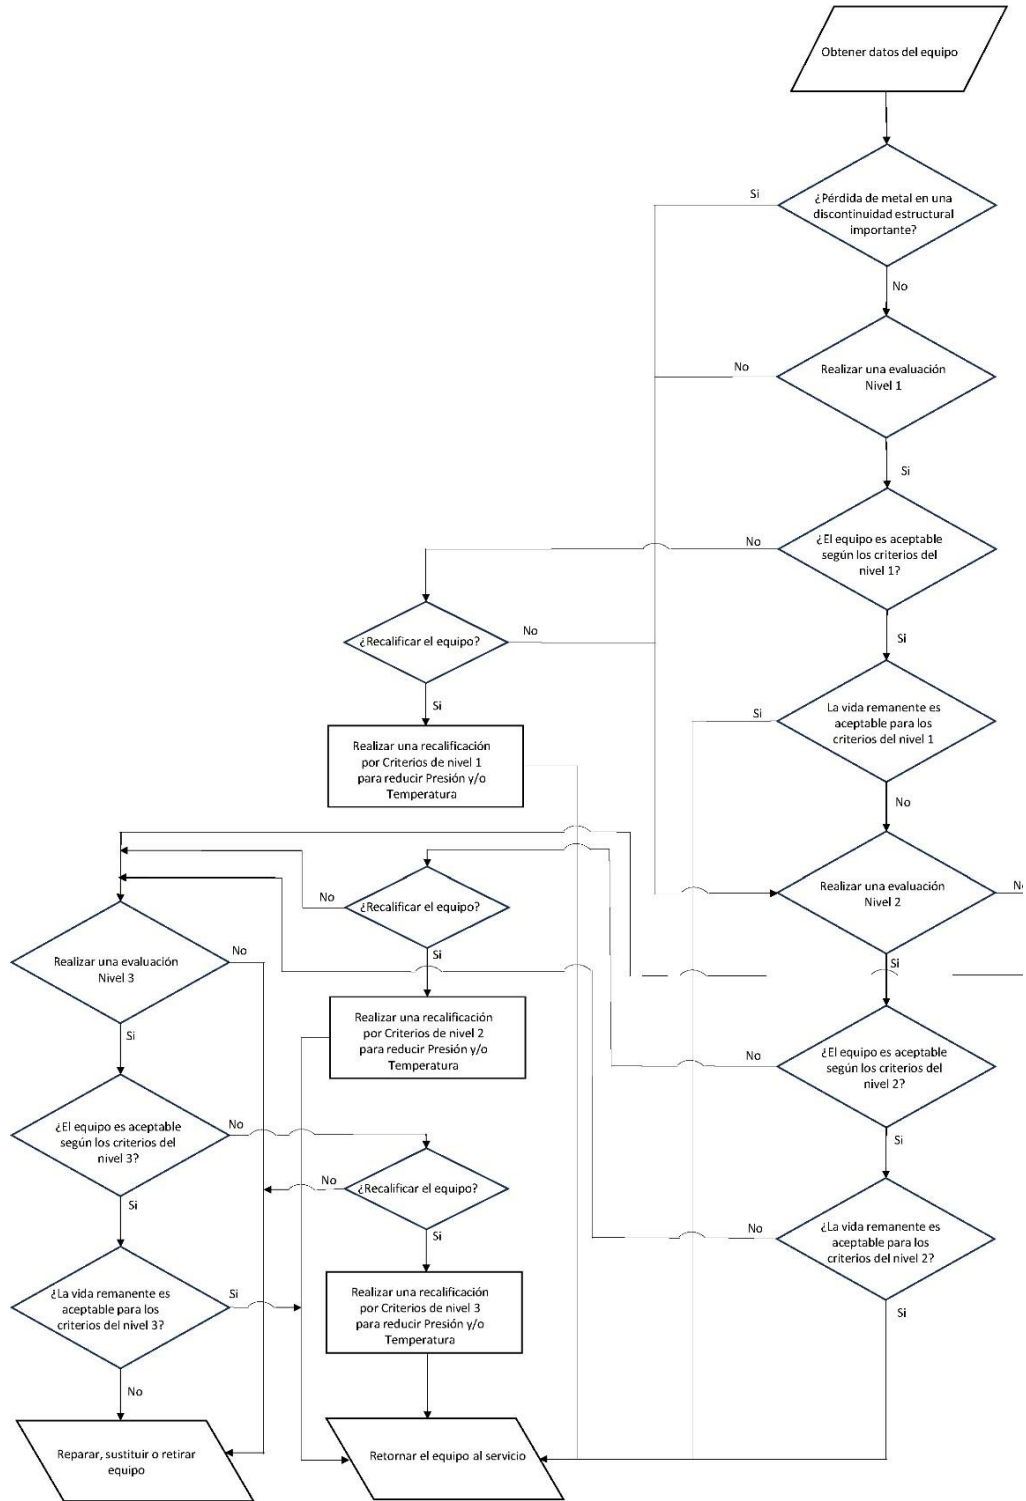 Obtener datos del equipo
Si
¿Pérdida de metal en una
discontinuidad estructural
importante?
No
No
Realizar una evaluación
Nivel 1
Si
No
¿El equipo es aceptable
según los criterios del
nivel 1?
¿Recalificar el equipo?
No
Si
Si
Realizar una recalificación
por Criterios de nivel 1
para reducir Presión y/o
Temperatura
Si
La vida remanente es
aceptable para los
criterios del nivel 1
No
Realizar una evaluación
Nivel 2
No
Si
No
¿Recalificar el equipo?
Si
Realizar una evaluación
Nivel 3
No
Si
Realizar una recalificación
por Criterios de nivel 2
para reducir Presión y/o
Temperatura
No
¿El equipo es aceptable
según los criterios del
nivel 2?
Si
¿El equipo es aceptable
según los criterios del
nivel 3?
No
Si
No
¿Recalificar el equipo?
Si
No
¿La vida remanente es
aceptable para los
criterios del nivel 2?
Si
¿La vida remanente es
aceptable para los
criterios del nivel 3?
Si
No
Realizar una recalificación
por Criterios de nivel 3
para reducir Presión y/o
Temperatura
Reparar, sustituir o retirar
equipo
Retornar el equipo al servicio